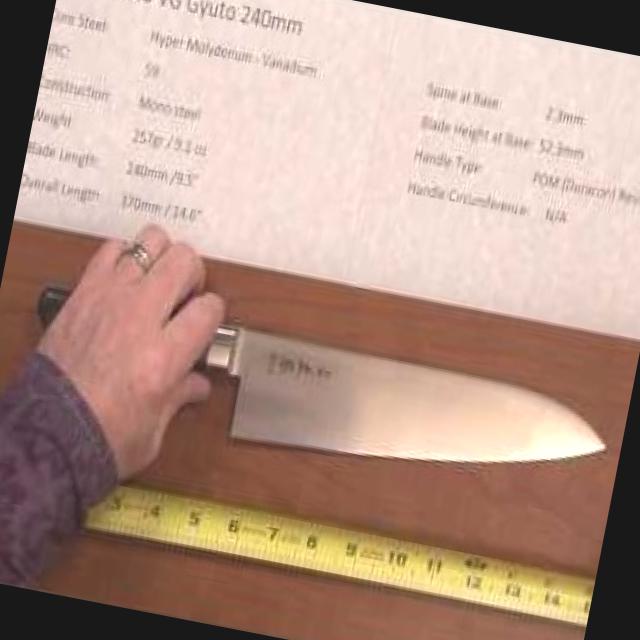 VG Gyuto 240mm
Steel Hyper Molybdenum - Vanadium
HRC: 59
Construction: Mono steel
Weight 257gr / 9.1 oz
Blade Length: 240mm /9.5"
Overall Length: 370mm / 14.6"
Spine at Base: 2.3mm
Blade Height at Base: 52.3mm
Handle Type POM (Duracon)
Handle Circumference: N/A
3 4 5 6 7 8 9 10 11 12 13 14